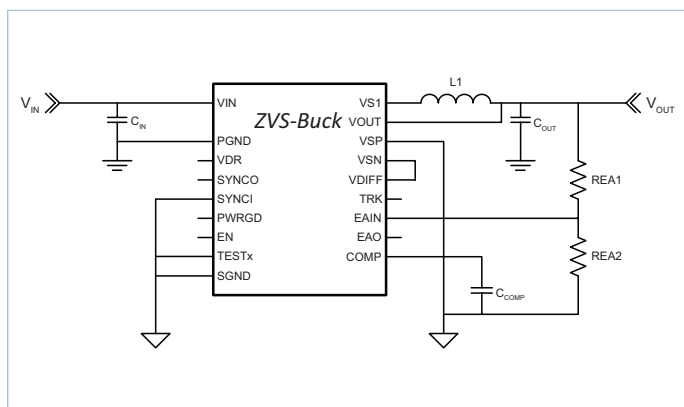 L1
VIN
VIN
VS1
VOUT
CIN
ZVS-Buck
VOUT
COUT
PGND
VSP
VDR
VSN
SYNCO
VDIFF
REA1
SYNCI
TRK
PWRGD
EAIN
EN
EAO
TESTx
COMP
REA2
SGND
CCOMP